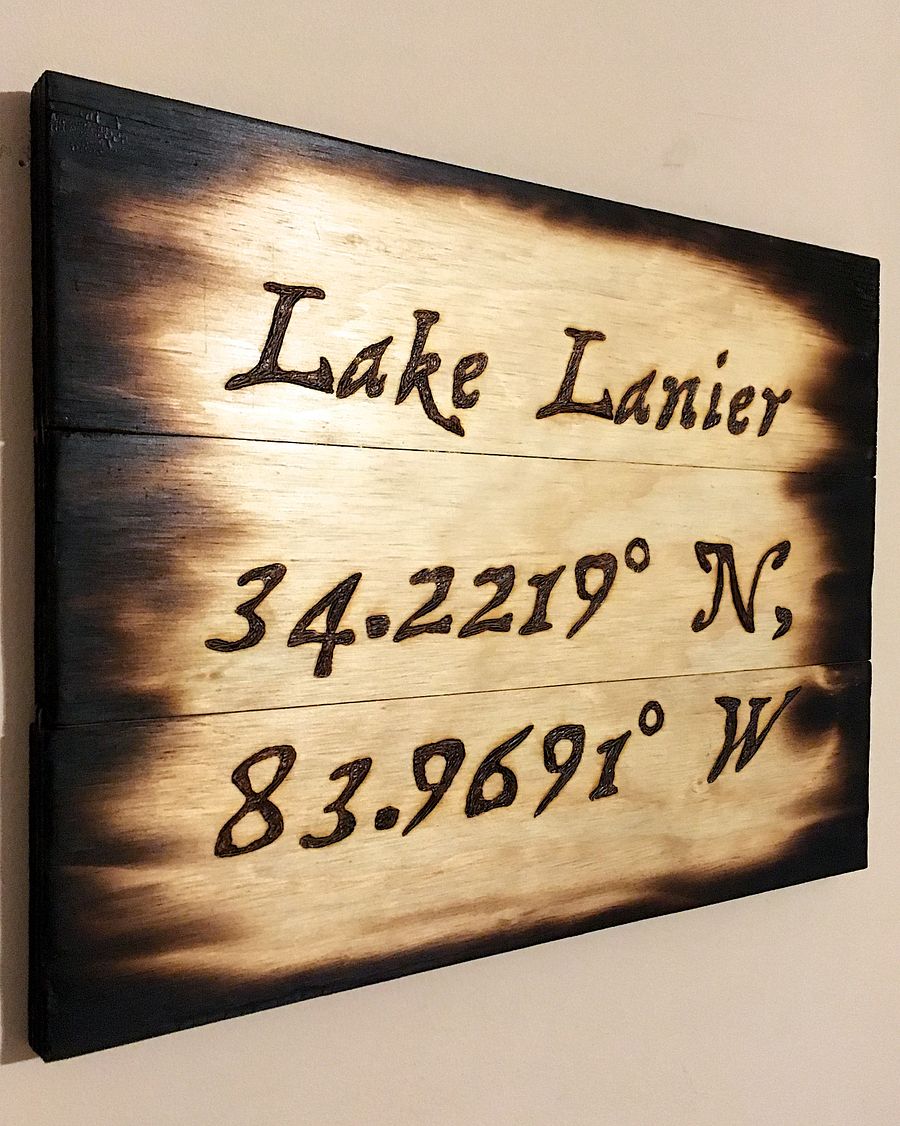 Lake Lanier
34.2219° N,
83.9691° W